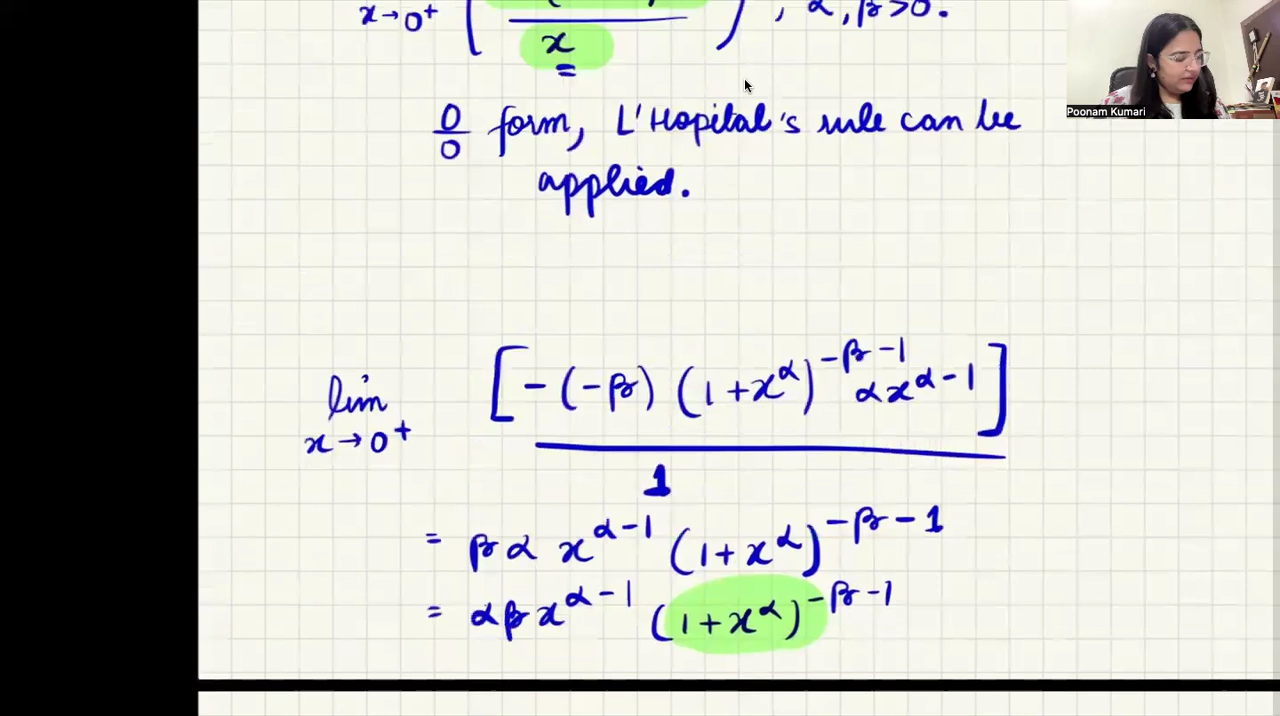 x→0⁺ [ / x ] , α, β>0.
Poonam Kumari
0/0 form, L'Hopital's rule can be
applied.
lim x→0⁺ [-(-β) (1+x^α)^{-β-1} αx^{α-1}] / 1
= βα x^{α-1} (1+x^α)^{-β-1}
= αβ x^{α-1} (1+x^α)^{-β-1}